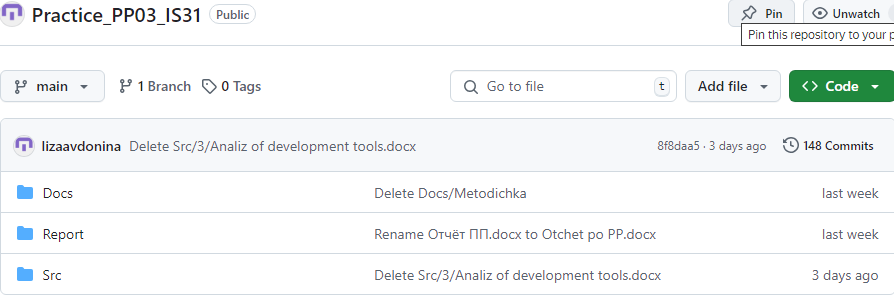 Practice_PP03_IS31 Public Pin Unwatch
Pin this repository to your p
main 1 Branch 0 Tags Go to file t Add file Code
lizaavdonina Delete Src/3/Analiz of development tools.docx 8f8daa5 · 3 days ago 148 Commits
Docs Delete Docs/Metodichka last week
Report Rename Отчёт ПП.docx to Otchet po PP.docx last week
Src Delete Src/3/Analiz of development tools.docx 3 days ago